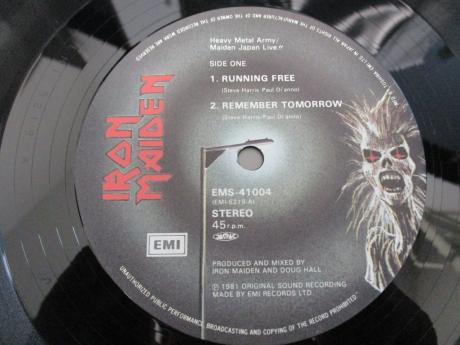 Heavy Metal Army/
Maiden Japan Live!!
SIDE ONE
1. RUNNING FREE
(Steve Harris-Paul Di'anno)
2. REMEMBER TOMORROW
(Steve Harris-Paul Di'anno)
IRON
MAIDEN
EMS-41004
(EMI-5219-A)
STEREO
45 r.p.m.
EMI
PRODUCED AND MIXED BY
IRON MAIDEN AND DOUG HALL
℗ 1981 ORIGINAL SOUND RECORDING
MADE BY EMI RECORDS LTD.
UNAUTHORIZED PUBLIC PERFORMANCE, BROADCASTING AND COPYING OF THE RECORD PROHIBITED